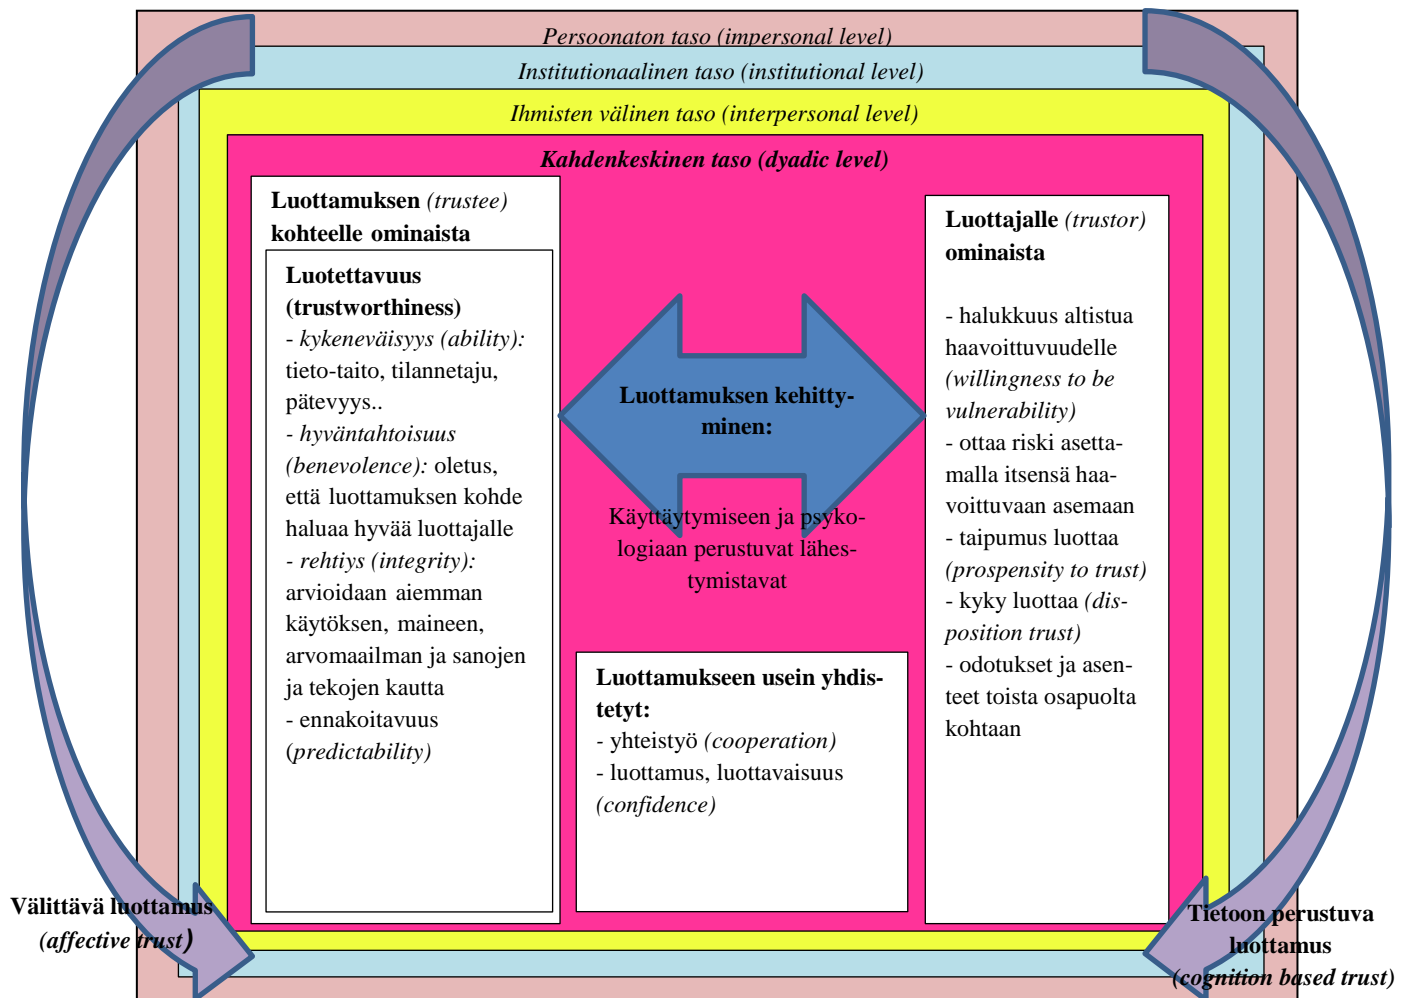 Persoonaton taso (impersonal level)
Institutionaalinen taso (institutional level)
Ihmisten välinen taso (interpersonal level)
Kahdenkeskinen taso (dyadic level)
Luottamuksen (trustee)
kohteelle ominaista
Luotettavuus
(trustworthiness)
- kykeneväisyys (ability):
tieto-taito, tilannetaju,
pätevyys..
- hyväntahtoisuus
(benevolence): oletus,
että luottamuksen kohde
haluaa hyvää luottajalle
- rehtiys (integrity):
arvioidaan aiemman
käytöksen, maineen,
arvomaailman ja sanojen
ja tekojen kautta
- ennakoitavuus
(predictability)
Luottamuksen kehitty-
minen:
Käyttäytymiseen ja psyko-
logiaan perustuvat lähes-
tymistavat
Luottamukseen usein yhdis-
tetyt:
- yhteistyö (cooperation)
- luottamus, luottavaisuus
(confidence)
Luottajalle (trustor)
ominaista
- halukkuus altistua
haavoittuvuudelle
(willingness to be
vulnerability)
- ottaa riski asetta-
malla itsensä haa-
voittuvaan asemaan
- taipumus luottaa
(prospensity to trust)
- kyky luottaa (dis-
position trust)
- odotukset ja asen-
teet toista osapuolta
kohtaan
Välittävä luottamus
(affective trust)
Tietoon perustuva
luottamus
(cognition based trust)